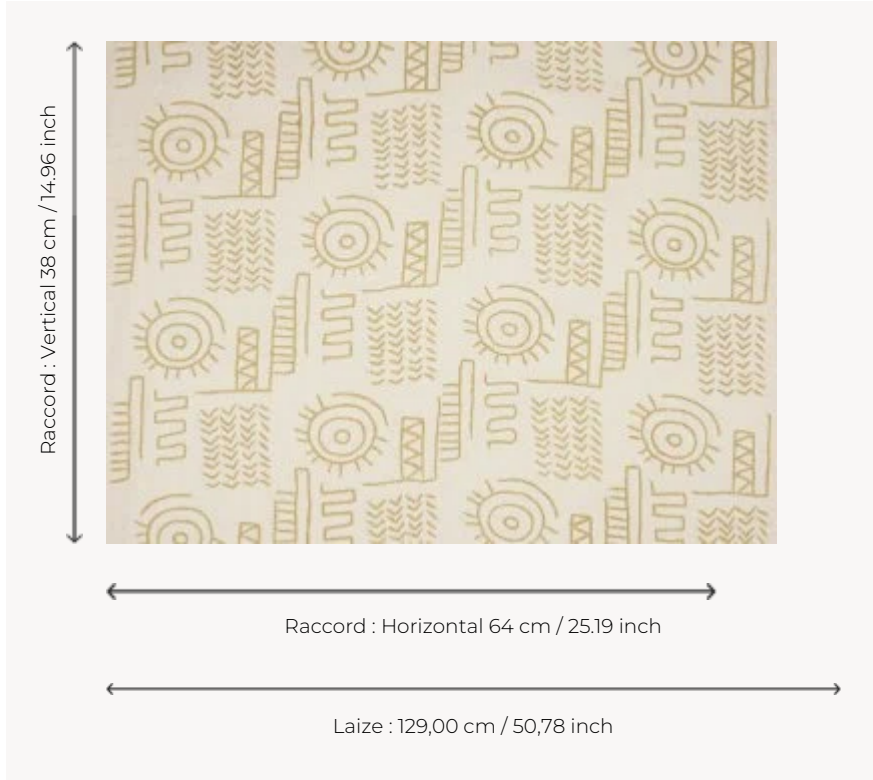 Raccord : Vertical 38 cm / 14.96 inch
Raccord : Horizontal 64 cm / 25.19 inch
Laize : 129,00 cm / 50,78 inch